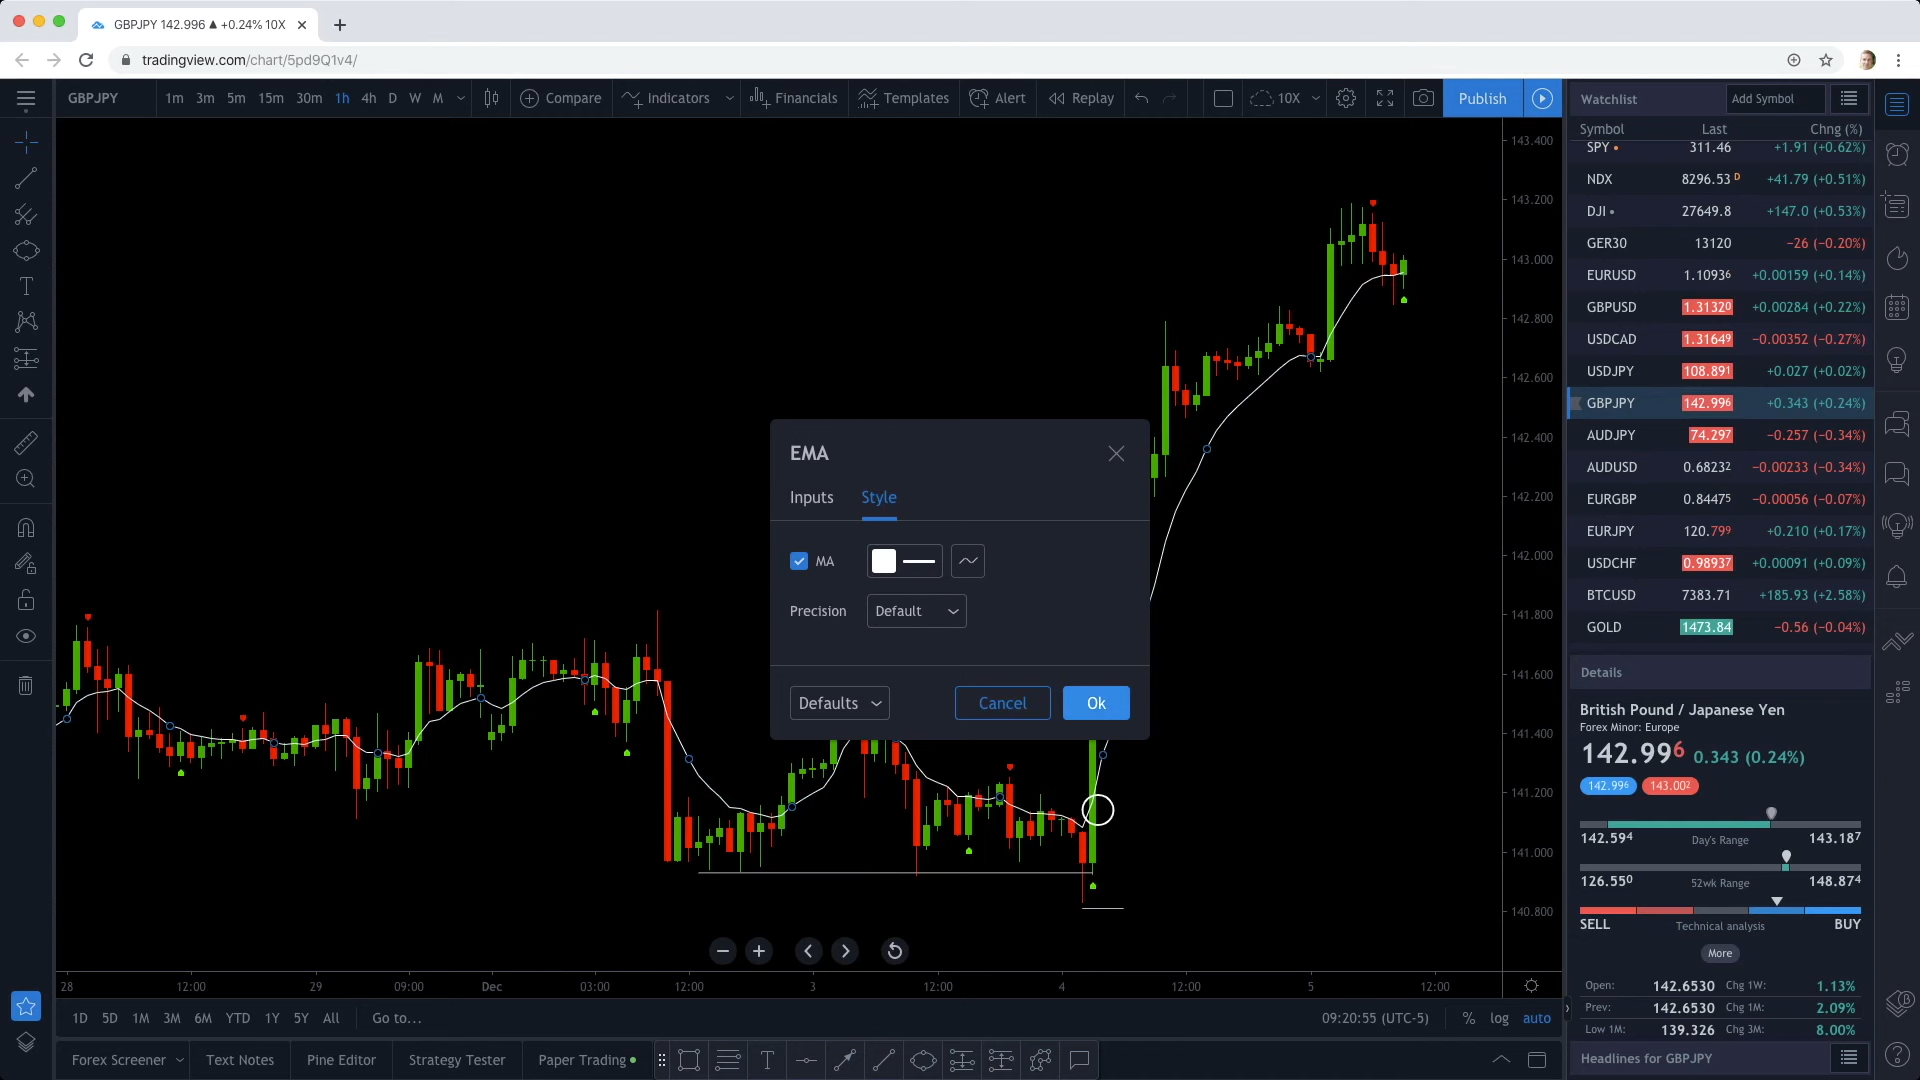 GBPJPY 142.996 ▲ +0.24% 10X
tradingview.com/chart/5pd9Q1v4/
GBPJPY 1m 3m 5m 15m 30m 1h 4h D W M Compare Indicators Financials Templates Alert Replay 10X Publish
Watchlist Add Symbol
Symbol Last Chng (%)
SPY 311.46 +1.91 (+0.62%)
NDX 8296.53 D +41.79 (+0.51%)
DJI 27649.8 +147.0 (+0.53%)
GER30 13120 −26 (−0.20%)
EURUSD 1.10936 +0.00159 (+0.14%)
GBPUSD 1.31320 +0.00284 (+0.22%)
USDCAD 1.31649 −0.00352 (−0.27%)
USDJPY 108.891 +0.027 (+0.02%)
GBPJPY 142.996 +0.343 (+0.24%)
AUDJPY 74.297 −0.257 (−0.34%)
AUDUSD 0.68232 −0.00233 (−0.34%)
EURGBP 0.84475 −0.00056 (−0.07%)
EURJPY 120.799 +0.210 (+0.17%)
USDCHF 0.98937 +0.00091 (+0.09%)
BTCUSD 7383.71 +185.93 (+2.58%)
GOLD 1473.84 −0.56 (−0.04%)
143.400
143.200
143.000
142.800
142.600
142.400
142.200
142.000
141.800
141.600
141.400
141.200
141.000
140.800
EMA
Inputs Style
MA
Precision Default
Defaults Cancel Ok
Details
British Pound / Japanese Yen
Forex Minor: Europe
142.996 0.343 (0.24%)
142.996 143.002
142.594 Day's Range 143.187
126.550 52wk Range 148.874
SELL Technical analysis BUY
More
Open: 142.6530 Chg 1W: 1.13%
Prev: 142.6530 Chg 1M: 2.09%
Low 1M: 139.326 Chg 3M: 8.00%
Headlines for GBPJPY
28 12:00 29 09:00 Dec 03:00 12:00 3 12:00 4 12:00 5 12:00
1D 5D 1M 3M 6M YTD 1Y 5Y All Go to... 09:20:55 (UTC-5) % log auto
Forex Screener Text Notes Pine Editor Strategy Tester Paper Trading